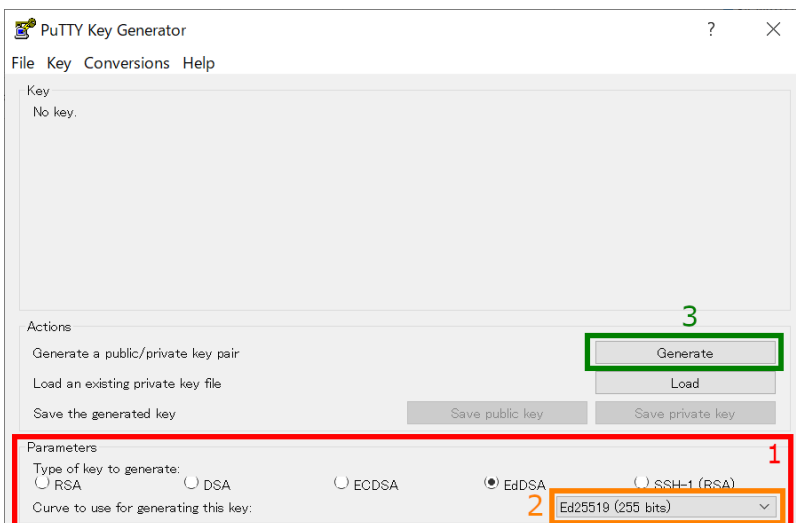 PuTTY Key Generator ?
File Key Conversions Help
Key
No key.
3
Actions
Generate a public/private key pair Generate
Load an existing private key file Load
Save the generated key Save public key Save private key
Parameters 1
Type of key to generate:
RSA DSA ECDSA EdDSA SSH-1 (RSA)
Curve to use for generating this key: 2 Ed25519 (255 bits)